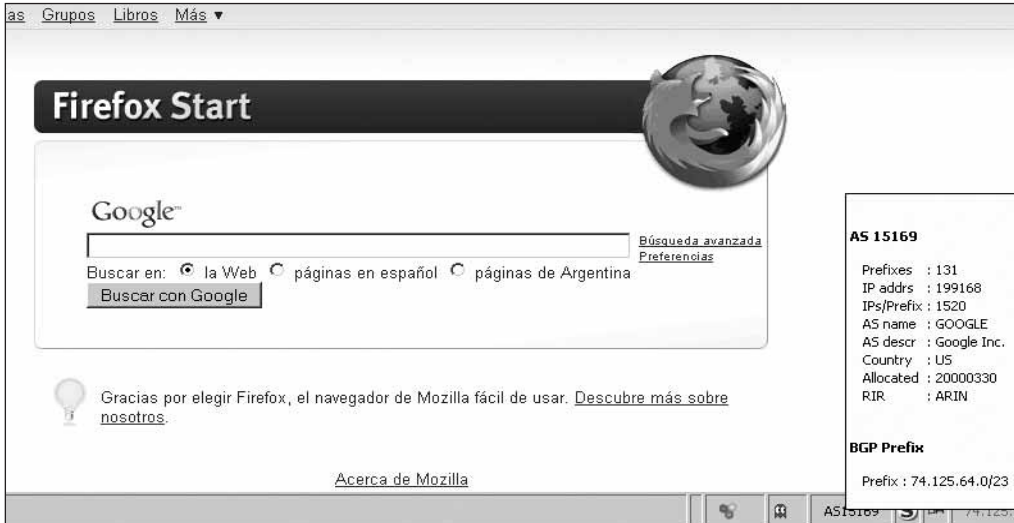 as Grupos Libros Más ▼
Firefox Start
Google™
Búsqueda avanzada
Preferencias
Buscar en: la Web páginas en español páginas de Argentina
Buscar con Google
Gracias por elegir Firefox, el navegador de Mozilla fácil de usar. Descubre más sobre
nosotros.
Acerca de Mozilla
AS 15169
Prefixes : 131
IP addrs : 199168
IPs/Prefix : 1520
AS name : GOOGLE
AS descr : Google Inc.
Country : US
Allocated : 20000330
RIR : ARIN
BGP Prefix
Prefix : 74.125.64.0/23
AS15169 S